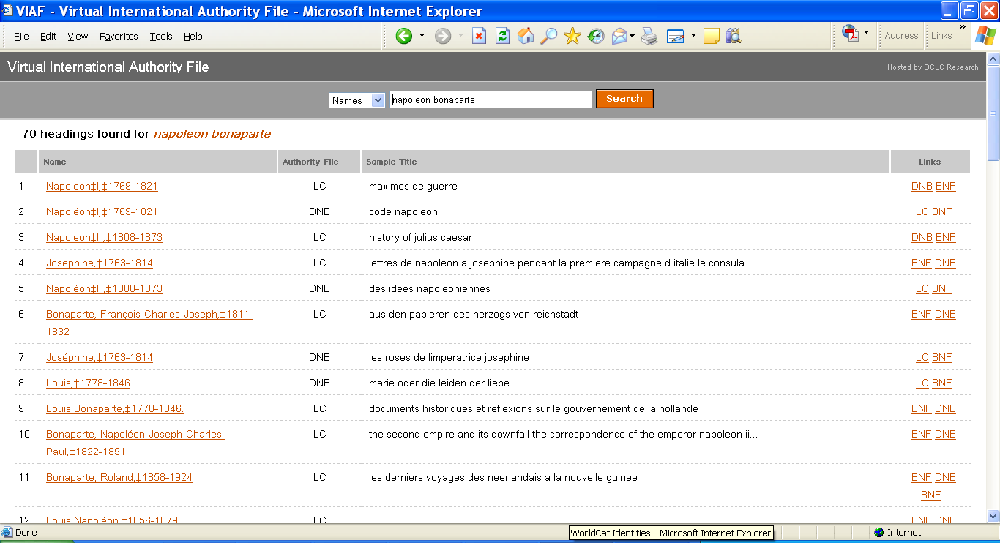 VIAF - Virtual International Authority File - Microsoft Internet Explorer
File Edit View Favorites Tools Help Address Links »
Virtual International Authority File Hosted by OCLC Research
Names napoleon bonaparte Search
70 headings found for napoleon bonaparte
Name Authority File Sample Title Links
1 Napoleon‡I,‡1769-1821 LC maximes de guerre DNB BNF
2 Napoléon‡I,‡1769-1821 DNB code napoleon LC BNF
3 Napoleon‡III,‡1808-1873 LC history of julius caesar DNB BNF
4 Josephine,‡1763-1814 LC lettres de napoleon a josephine pendant la premiere campagne d italie le consula... BNF DNB
5 Napoléon‡III,‡1808-1873 DNB des idees napoleoniennes LC BNF
6 Bonaparte, François-Charles-Joseph,‡1811- LC aus den papieren des herzogs von reichstadt BNF DNB
1832
7 Joséphine,‡1763-1814 DNB les roses de limperatrice josephine LC BNF
8 Louis,‡1778-1846 DNB marie oder die leiden der liebe LC BNF
9 Louis Bonaparte,‡1778-1846. LC documents historiques et reflexions sur le gouvernement de la hollande BNF DNB
10 Bonaparte, Napoléon-Joseph-Charles- LC the second empire and its downfall the correspondence of the emperor napoleon ii... BNF DNB
Paul,‡1822-1891
11 Bonaparte, Roland,‡1858-1924 LC les derniers voyages des neerlandais a la nouvelle guinee BNF DNB
BNF
12 Louis Napoléon,‡1856-1879 LC BNF DNB
Done WorldCat Identities - Microsoft Internet Explorer Internet